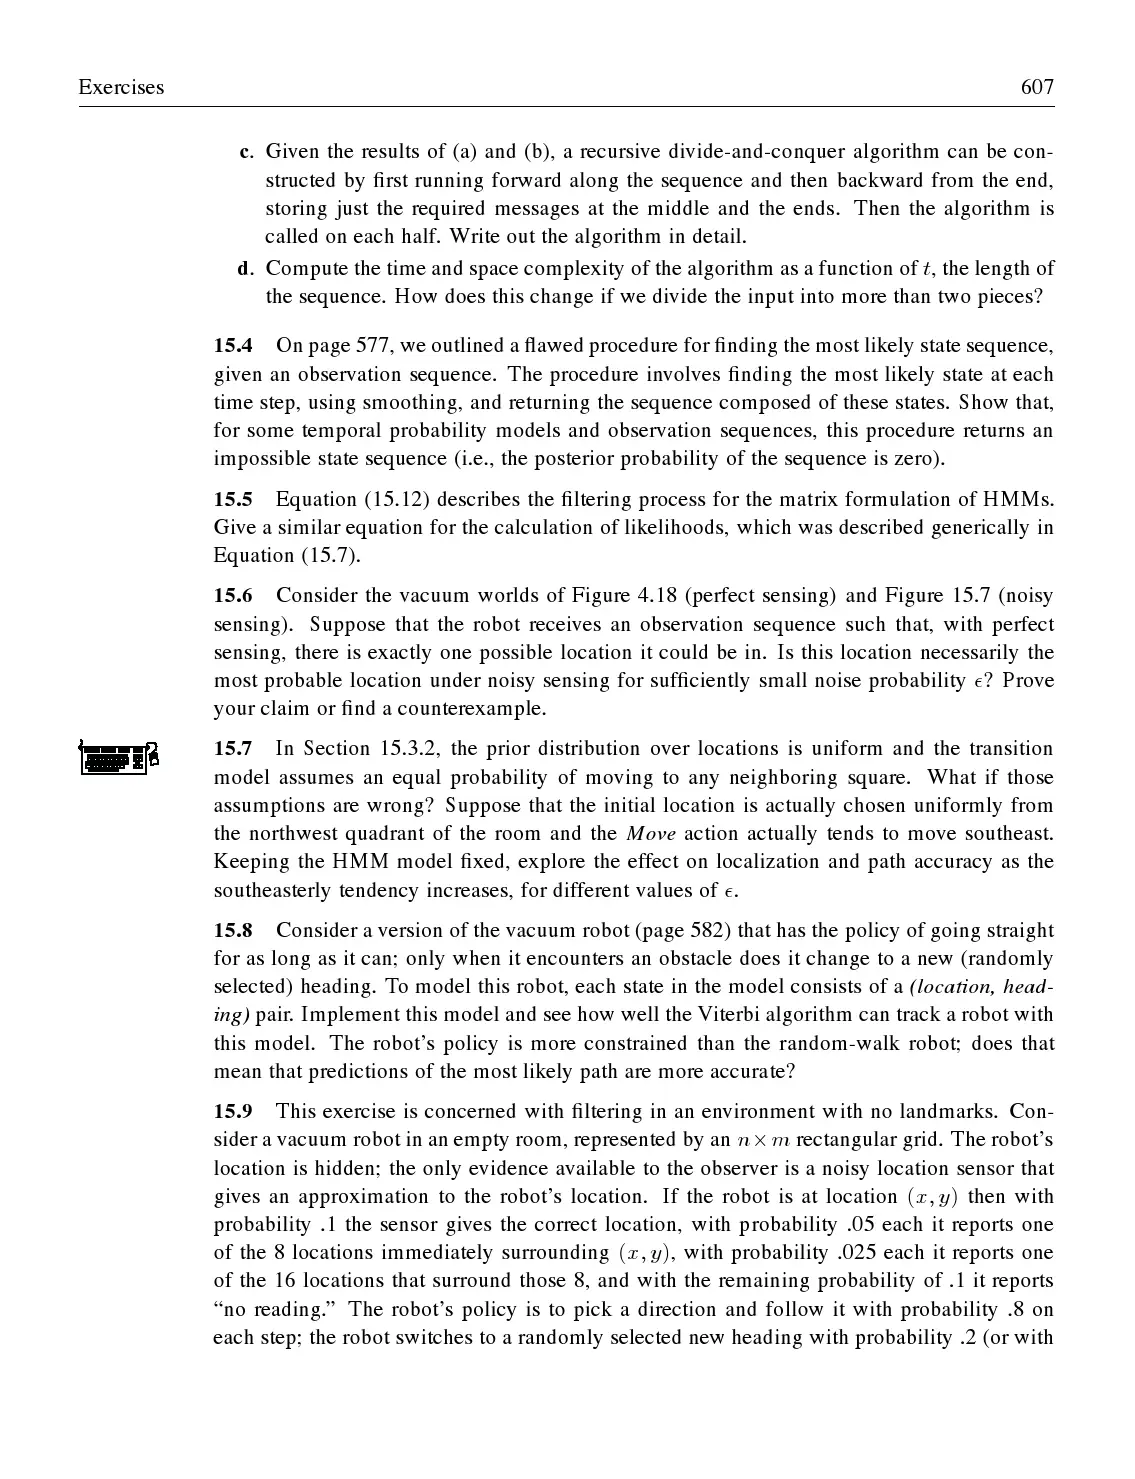 Exercises 607
c. Given the results of (a) and (b), a recursive divide-and-conquer algorithm can be con-
structed by first running forward along the sequence and then backward from the end,
storing just the required messages at the middle and the ends. Then the algorithm is
called on each half. Write out the algorithm in detail.
d. Compute the time and space complexity of the algorithm as a function of t, the length of
the sequence. How does this change if we divide the input into more than two pieces?
15.4 On page 577, we outlined a flawed procedure for finding the most likely state sequence,
given an observation sequence. The procedure involves finding the most likely state at each
time step, using smoothing, and returning the sequence composed of these states. Show that,
for some temporal probability models and observation sequences, this procedure returns an
impossible state sequence (i.e., the posterior probability of the sequence is zero).
15.5 Equation (15.12) describes the filtering process for the matrix formulation of HMMs.
Give a similar equation for the calculation of likelihoods, which was described generically in
Equation (15.7).
15.6 Consider the vacuum worlds of Figure 4.18 (perfect sensing) and Figure 15.7 (noisy
sensing). Suppose that the robot receives an observation sequence such that, with perfect
sensing, there is exactly one possible location it could be in. Is this location necessarily the
most probable location under noisy sensing for sufficiently small noise probability ϵ? Prove
your claim or find a counterexample.
15.7 In Section 15.3.2, the prior distribution over locations is uniform and the transition
model assumes an equal probability of moving to any neighboring square. What if those
assumptions are wrong? Suppose that the initial location is actually chosen uniformly from
the northwest quadrant of the room and the Move action actually tends to move southeast.
Keeping the HMM model fixed, explore the effect on localization and path accuracy as the
southeasterly tendency increases, for different values of ϵ.
15.8 Consider a version of the vacuum robot (page 582) that has the policy of going straight
for as long as it can; only when it encounters an obstacle does it change to a new (randomly
selected) heading. To model this robot, each state in the model consists of a (location, head-
ing) pair. Implement this model and see how well the Viterbi algorithm can track a robot with
this model. The robot's policy is more constrained than the random-walk robot; does that
mean that predictions of the most likely path are more accurate?
15.9 This exercise is concerned with filtering in an environment with no landmarks. Con-
sider a vacuum robot in an empty room, represented by an n × m rectangular grid. The robot's
location is hidden; the only evidence available to the observer is a noisy location sensor that
gives an approximation to the robot's location. If the robot is at location (x, y) then with
probability .1 the sensor gives the correct location, with probability .05 each it reports one
of the 8 locations immediately surrounding (x, y), with probability .025 each it reports one
of the 16 locations that surround those 8, and with the remaining probability of .1 it reports
“no reading.” The robot's policy is to pick a direction and follow it with probability .8 on
each step; the robot switches to a randomly selected new heading with probability .2 (or with